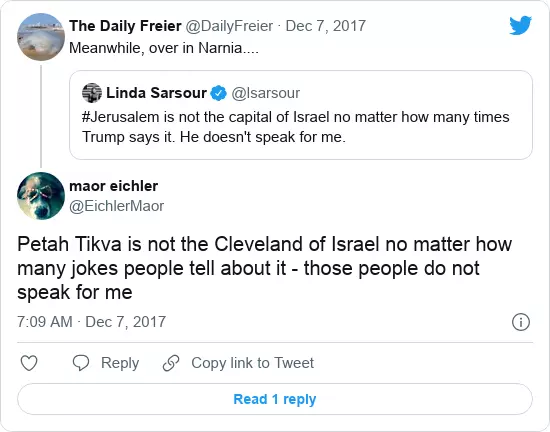 The Daily Freier @DailyFreier · Dec 7, 2017
Meanwhile, over in Narnia....
Linda Sarsour @lsarsour
#Jerusalem is not the capital of Israel no matter how many times
Trump says it. He doesn't speak for me.
maor eichler
@EichlerMaor
Petah Tikva is not the Cleveland of Israel no matter how
many jokes people tell about it - those people do not
speak for me
7:09 AM · Dec 7, 2017
Reply Copy link to Tweet
Read 1 reply